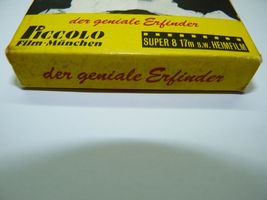 der geniale Erfinder
Piccolo
Film-München
SUPER 8 17m s.w. HEIMFILM
der geniale Erfinder